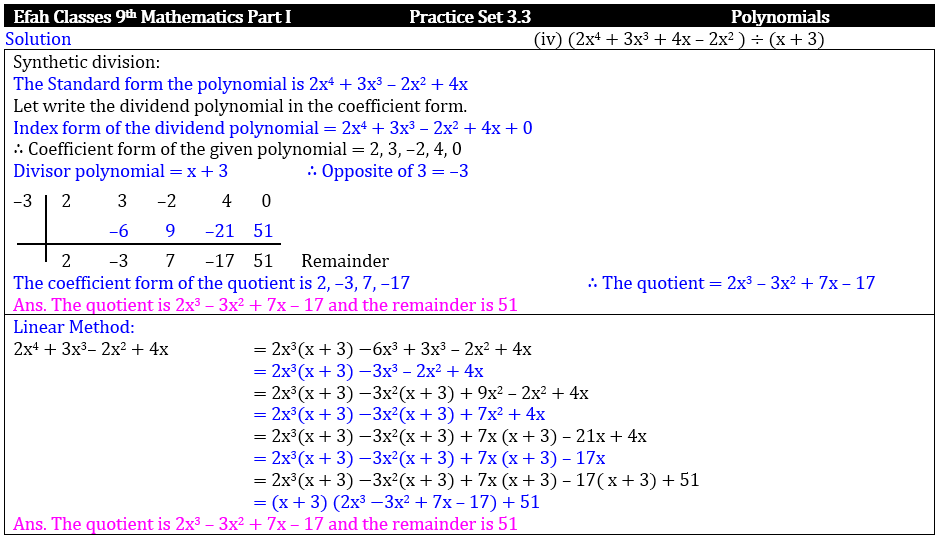 Efah Classes 9ᵗʰ Mathematics Part I Practice Set 3.3 Polynomials
Solution (iv) (2x⁴ + 3x³ + 4x – 2x² ) ÷ (x + 3)
Synthetic division:
The Standard form the polynomial is 2x⁴ + 3x³ – 2x² + 4x
Let write the dividend polynomial in the coefficient form.
Index form of the dividend polynomial = 2x⁴ + 3x³ – 2x² + 4x + 0
∴ Coefficient form of the given polynomial = 2, 3, –2, 4, 0
Divisor polynomial = x + 3 ∴ Opposite of 3 = –3
–3 2 3 –2 4 0
–6 9 –21 51
2 –3 7 –17 51 Remainder
The coefficient form of the quotient is 2, –3, 7, –17 ∴ The quotient = 2x³ – 3x² + 7x – 17
Ans. The quotient is 2x³ – 3x² + 7x – 17 and the remainder is 51
Linear Method:
2x⁴ + 3x³– 2x² + 4x = 2x³(x + 3) −6x³ + 3x³ – 2x² + 4x
= 2x³(x + 3) −3x³ – 2x² + 4x
= 2x³(x + 3) −3x²(x + 3) + 9x² – 2x² + 4x
= 2x³(x + 3) −3x²(x + 3) + 7x² + 4x
= 2x³(x + 3) −3x²(x + 3) + 7x (x + 3) – 21x + 4x
= 2x³(x + 3) −3x²(x + 3) + 7x (x + 3) – 17x
= 2x³(x + 3) −3x²(x + 3) + 7x (x + 3) – 17( x + 3) + 51
= (x + 3) (2x³ −3x² + 7x – 17) + 51
Ans. The quotient is 2x³ – 3x² + 7x – 17 and the remainder is 51